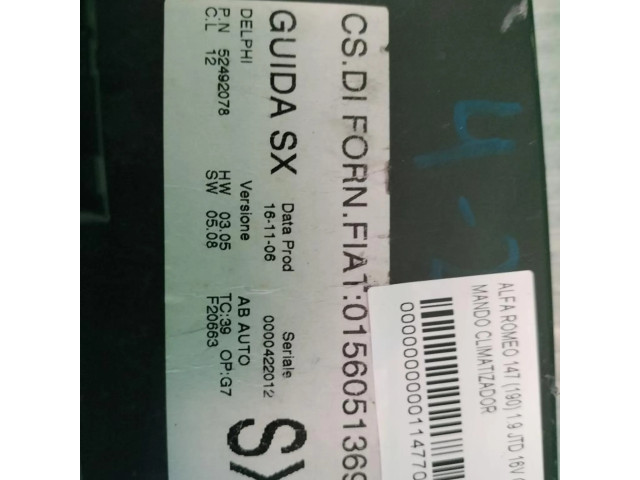 CS.DI FORN.FIAT:0156051369
GUIDA SX
DELPHI
P.N 52492078
C.L 12
Versione
HW 03.05
SW 05.08
Data Prod
16-11-06
Seriale
0000422012
AB AUTO
TC:39 OP:G7
F20663
SX
ALFA ROMEO 147 (190) 1.9 JTD 16V
MANDO CLIMATIZADOR
00000000011477
4-